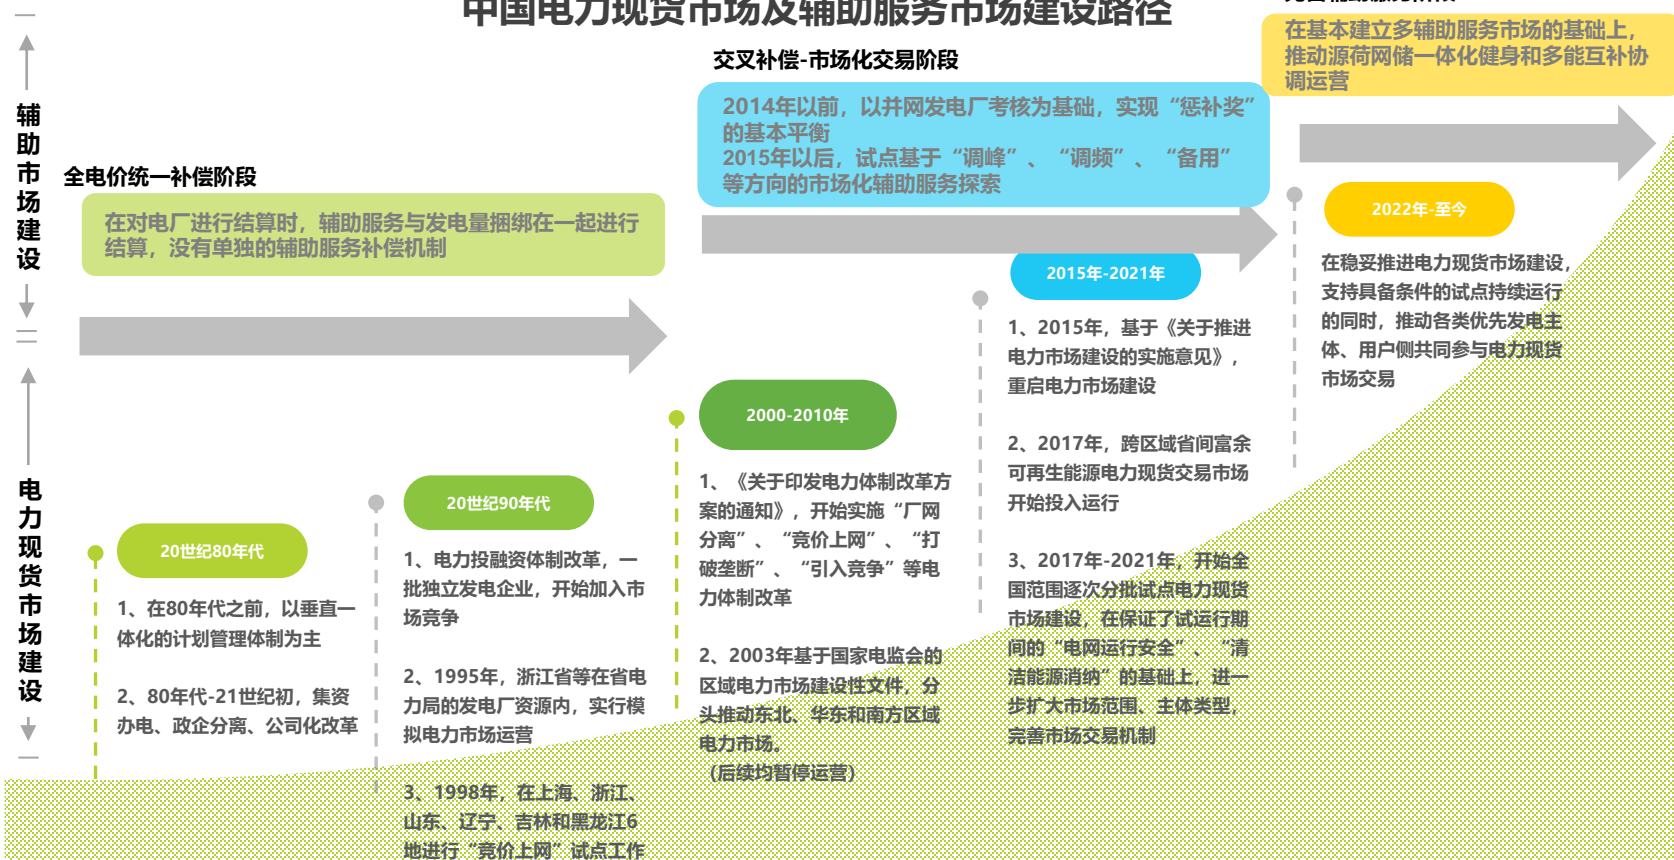 中国电力现货市场及辅助服务市场建设路径
辅助市场建设
电力现货市场建设
全电价统一补偿阶段
在对电厂进行结算时，辅助服务与发电量捆绑在一起进行
结算，没有单独的辅助服务补偿机制
交叉补偿-市场化交易阶段
2014年以前，以并网发电厂考核为基础，实现“惩补奖”
的基本平衡
2015年以后，试点基于“调峰”、“调频”、“备用”
等方向的市场化辅助服务探索
在基本建立多辅助服务市场的基础上，
推动源荷网储一体化健身和多能互补协
调运营
20世纪80年代
1、在80年代之前，以垂直一
体化的计划管理体制为主
2、80年代-21世纪初，集资
办电、政企分离、公司化改革
20世纪90年代
1、电力投融资体制改革，一
批独立发电企业，开始加入市
场竞争
2、1995年，浙江省等在省电
力局的发电厂资源内，实行模
拟电力市场运营
3、1998年，在上海、浙江、
山东、辽宁、吉林和黑龙江6
地进行“竞价上网”试点工作
2000-2010年
1、《关于印发电力体制改革方
案的通知》，开始实施“厂网
分离”、“竞价上网”、“打
破垄断”、“引入竞争”等电
力体制改革
2、2003年基于国家电监会的
区域电力市场建设性文件，分
头推动东北、华东和南方区域
电力市场。
（后续均暂停运营）
2015年-2021年
1、2015年，基于《关于推进
电力市场建设的实施意见》，
重启电力市场建设
2、2017年，跨区域省间富余
可再生能源电力现货交易市场
开始投入运行
3、2017年-2021年，开始全
国范围逐次分批试点电力现货
市场建设，在保证了试运行期
间的“电网运行安全”、“清
洁能源消纳”的基础上，进一
步扩大市场范围、主体类型，
完善市场交易机制
2022年-至今
在稳妥推进电力现货市场建设，
支持具备条件的试点持续运行
的同时，推动各类优先发电主
体、用户侧共同参与电力现货
市场交易